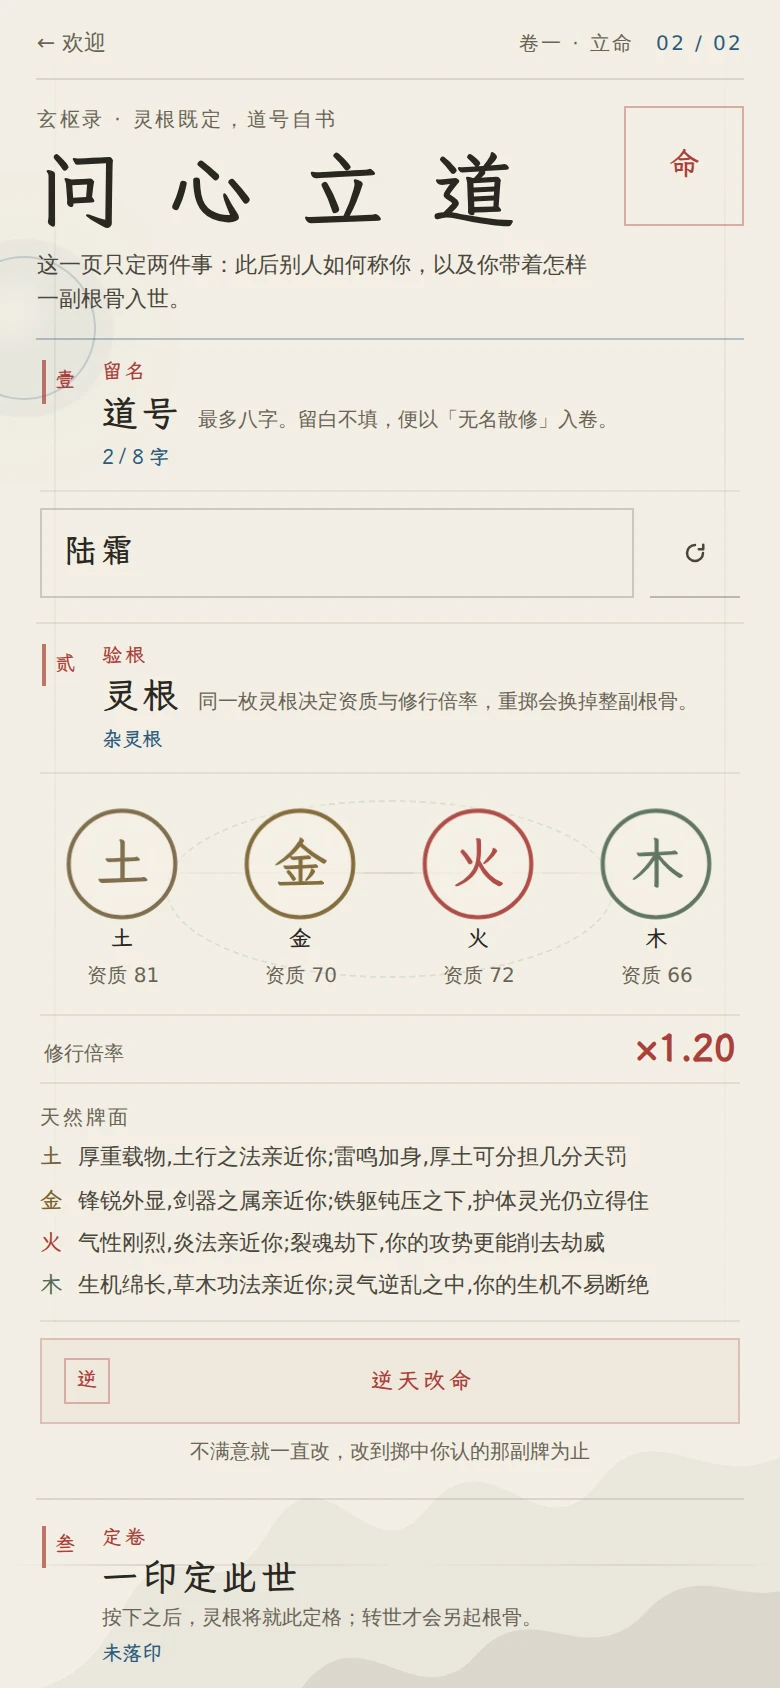 ← 欢迎
卷一 · 立命 02 / 02
玄枢录 · 灵根既定，道号自书
问心立道
命
这一页只定两件事：此后别人如何称你，以及你带着怎样
一副根骨入世。
壹
留名
道号 最多八字。留白不填，便以「无名散修」入卷。
2 / 8 字
陆霜
贰
验根
灵根 同一枚灵根决定资质与修行倍率，重掷会换掉整副根骨。
杂灵根
土 金 火 木
土 金 火 木
资质 81 资质 70 资质 72 资质 66
修行倍率 ×1.20
天然牌面
土 厚重载物,土行之法亲近你;雷鸣加身,厚土可分担几分天罚
金 锋锐外显,剑器之属亲近你;铁躯钝压之下,护体灵光仍立得住
火 气性刚烈,炎法亲近你;裂魂劫下,你的攻势更能削去劫威
木 生机绵长,草木功法亲近你;灵气逆乱之中,你的生机不易断绝
逆 逆天改命
不满意就一直改，改到掷中你认的那副牌为止
叁
定卷
一印定此世
按下之后，灵根将就此定格；转世才会另起根骨。
未落印